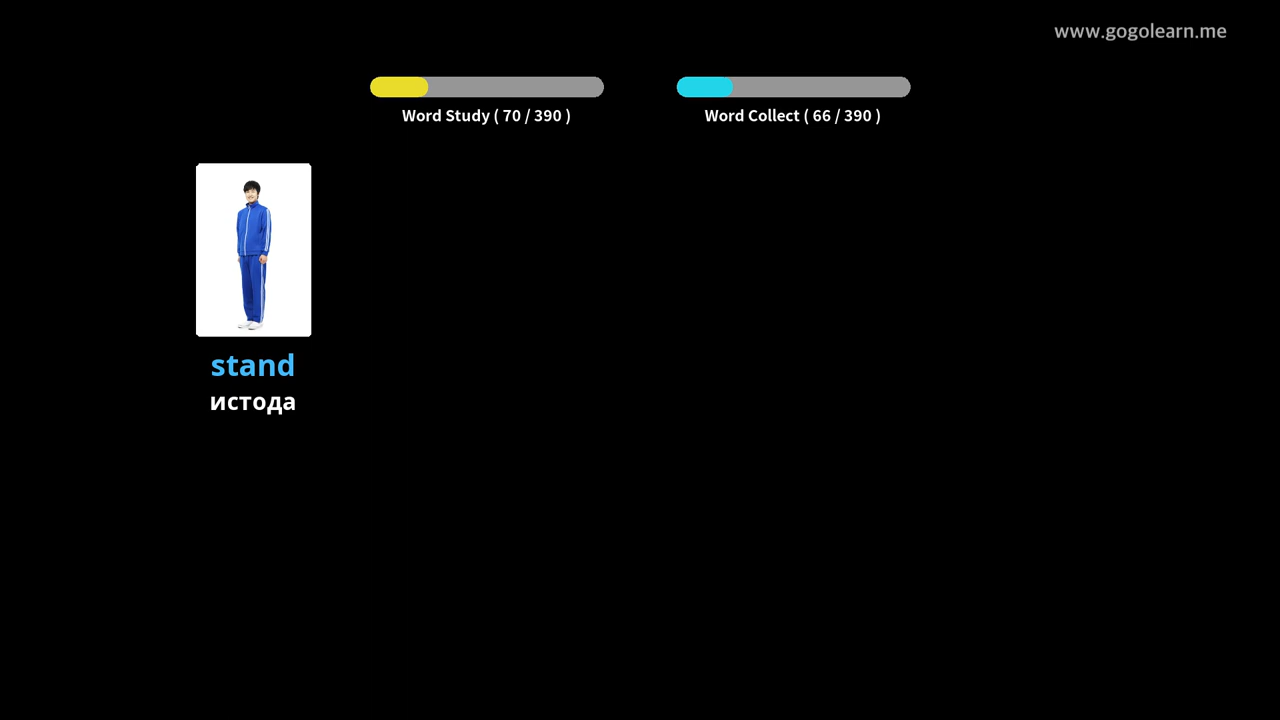 www.gogolearn.me
Word Study ( 70 / 390 )
Word Collect ( 66 / 390 )
stand
истода